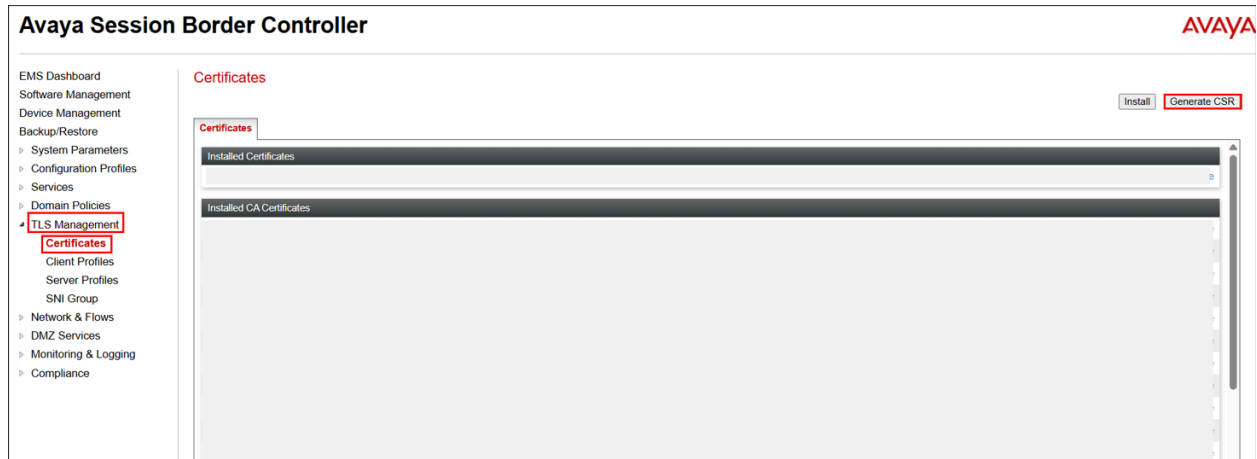 Avaya Session Border Controller
AVAYA
EMS Dashboard
Software Management
Device Management
Backup/Restore
System Parameters
Configuration Profiles
Services
Domain Policies
TLS Management
Certificates
Client Profiles
Server Profiles
SNI Group
Network & Flows
DMZ Services
Monitoring & Logging
Compliance
Certificates
Install
Generate CSR
Certificates
Installed Certificates
Installed CA Certificates